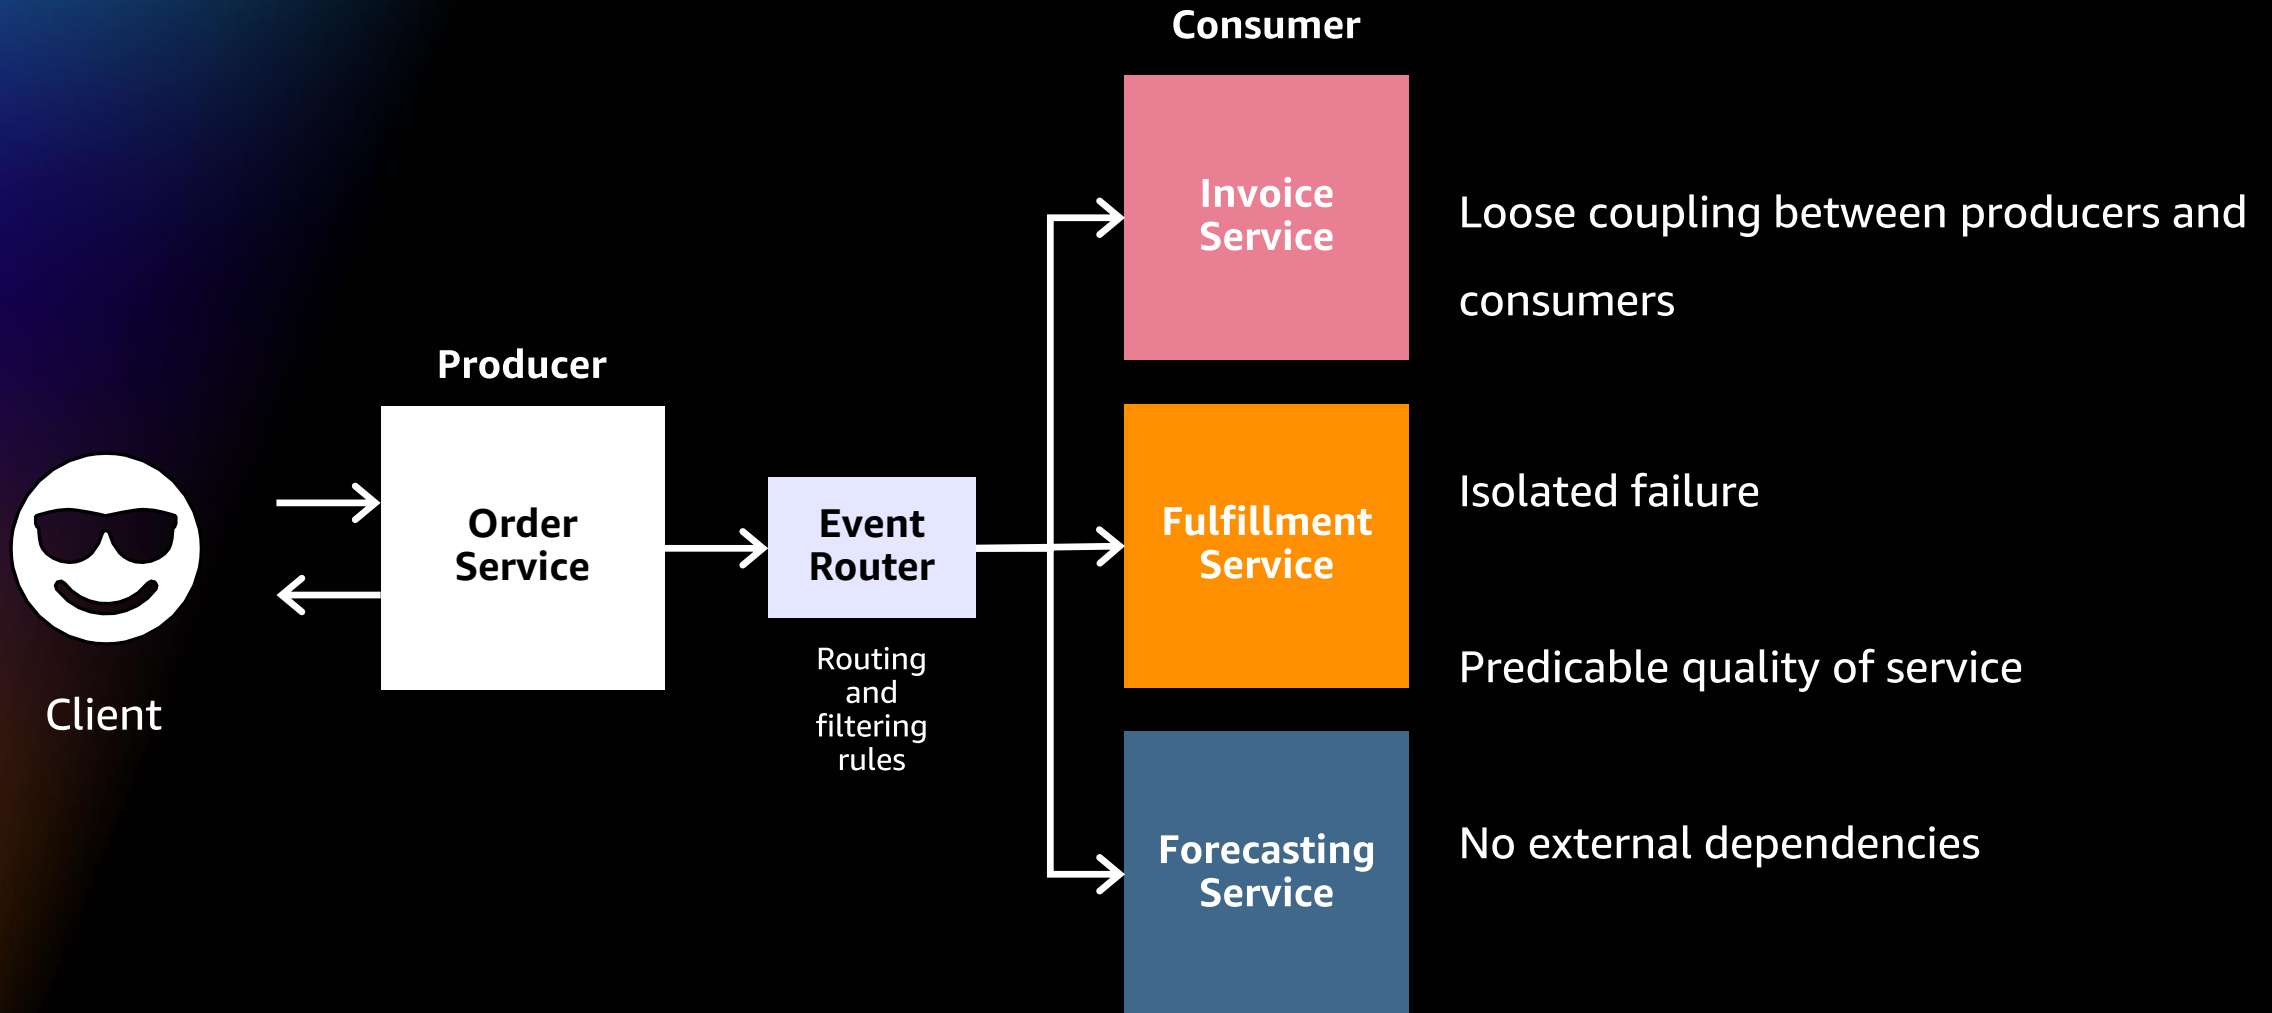 Consumer
Invoice
Service
Loose coupling between producers and
consumers
Producer
Order
Service
Event
Router
Routing
and
filtering
rules
Client
Fulfillment
Service
Isolated failure
Predicable quality of service
Forecasting
Service
No external dependencies